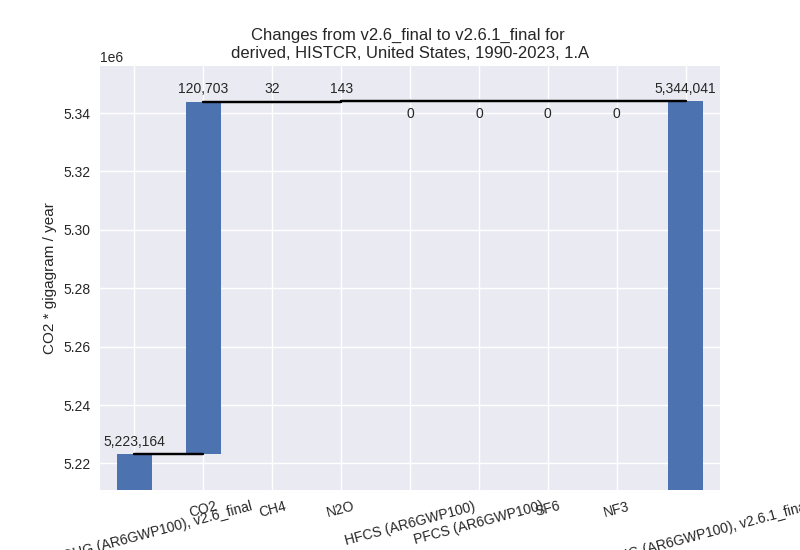 Changes from v2.6_final to v2.6.1_final for
derived, HISTCR, United States, 1990-2023, 1.A
1e6
120,703
32
143
5,344,041
0
0
0
0
5,223,164
5.34
5.32
5.30
5.28
5.26
5.24
5.22
CO2 * gigagram / year
(AR6GWP100), v2.6_final
CO2
CH4
N2O
HFCS (AR6GWP100)
PFCS (AR6GWP100)
SF6
NF3
(AR6GWP100), v2.6.1